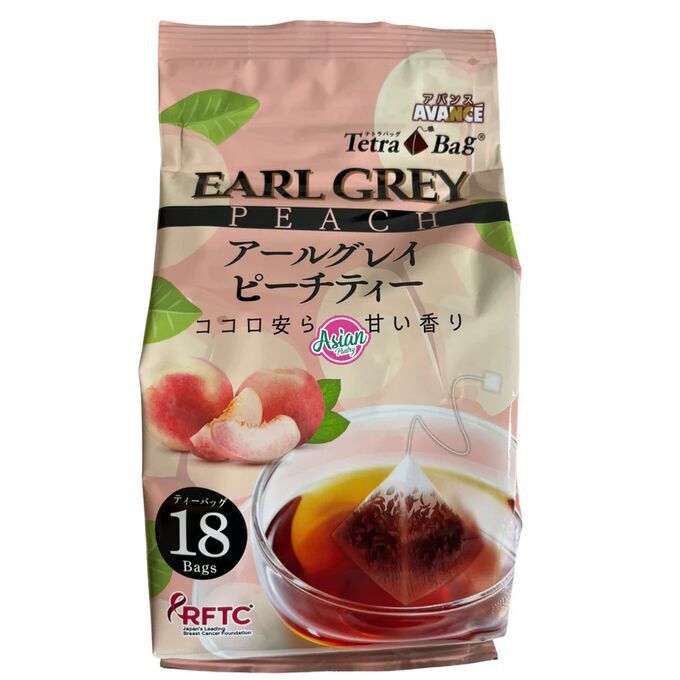 アバンス
AVANCE
テトラバッグ
Tetra Bag®
EARL GREY
PEACH
アールグレイ
ピーチティー
ココロ安ら 甘い香り
Asian
Pantry
ティーバッグ
18
Bags
RFTC
Japan's Leading
Breast Cancer Foundation